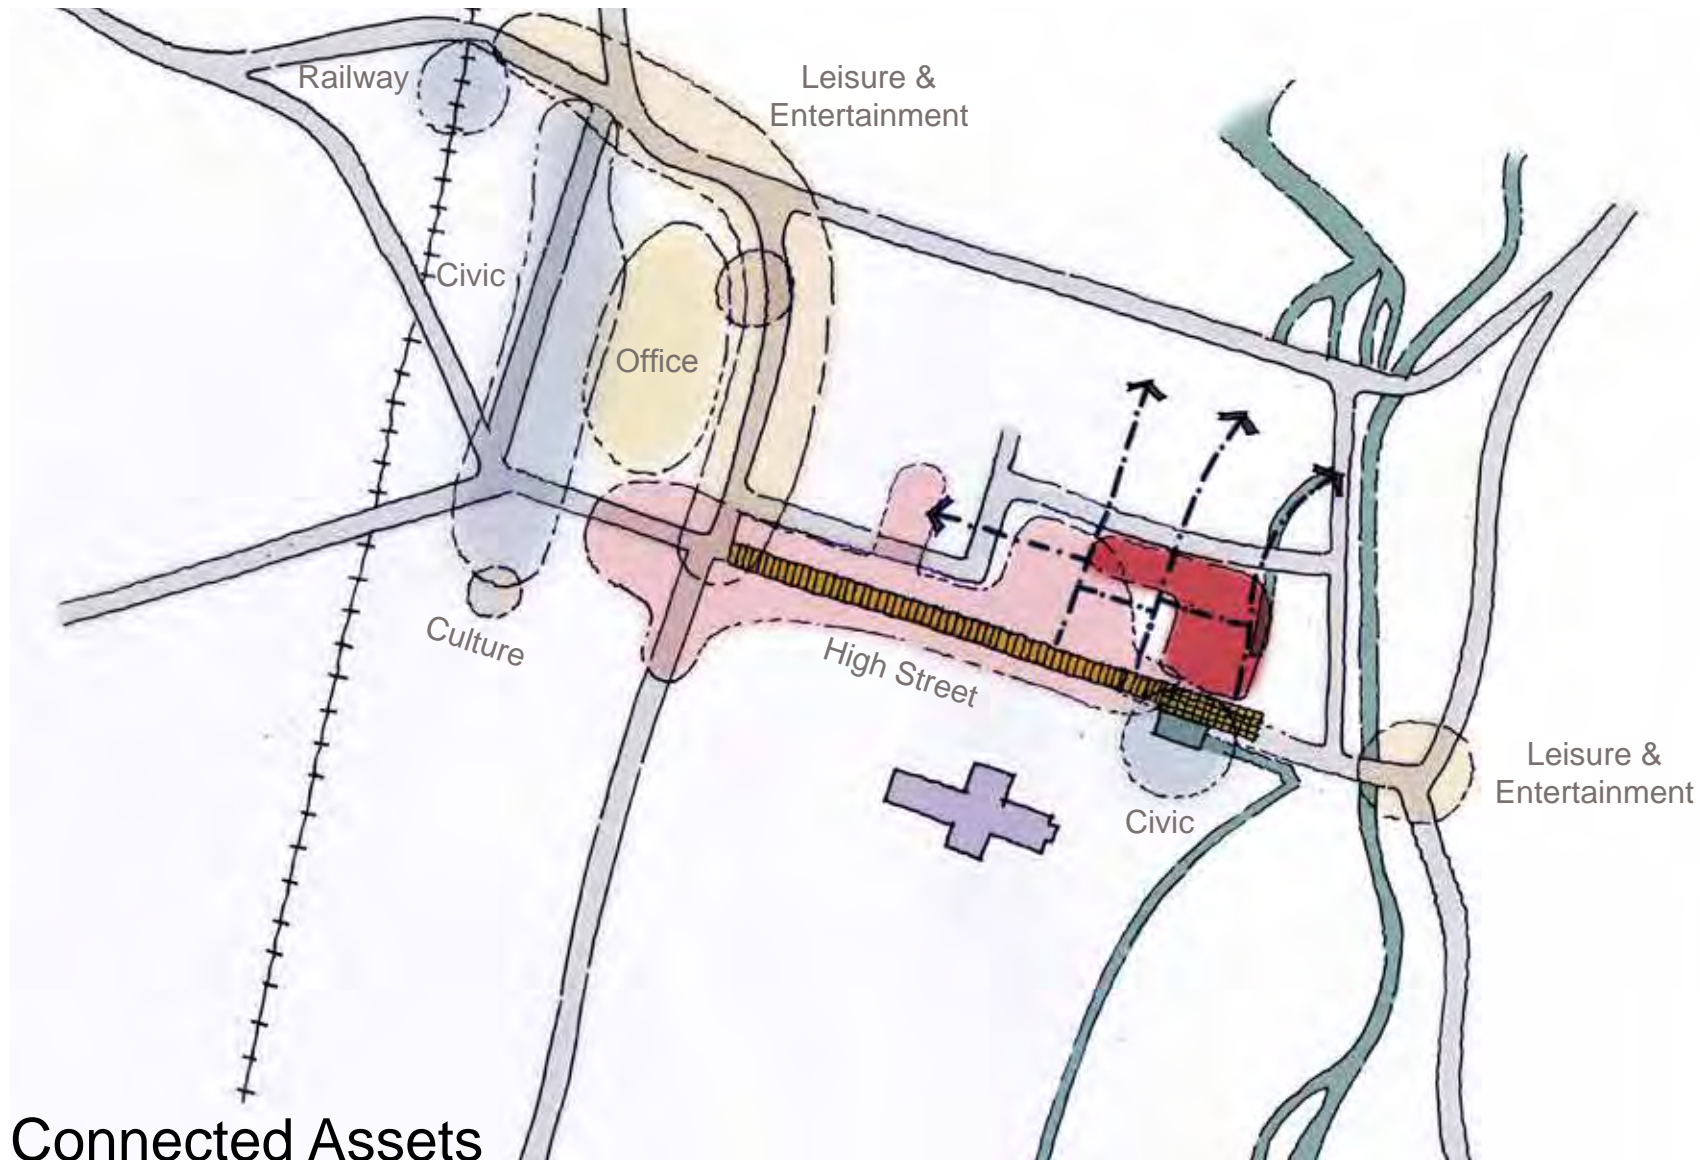 Railway
Leisure &
Entertainment
Civic
Office
Culture
High Street
Leisure &
Entertainment
Civic
Connected Assets